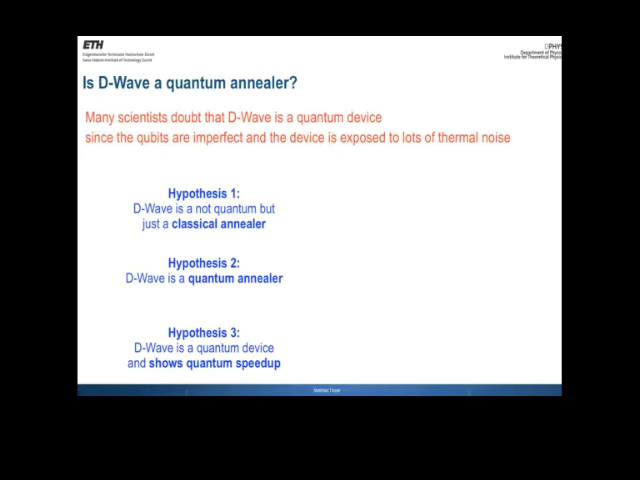 ETH
Eidgenössische Technische Hochschule Zürich
Swiss Federal Institute of Technology Zurich
DPHYS
Department of Physi
Institute for Theoretical Physi
Is D-Wave a quantum annealer?
Many scientists doubt that D-Wave is a quantum device
since the qubits are imperfect and the device is exposed to lots of thermal noise
Hypothesis 1:
D-Wave is a not quantum but
just a classical annealer
Hypothesis 2:
D-Wave is a quantum annealer
Hypothesis 3:
D-Wave is a quantum device
and shows quantum speedup
Matthias Troyer